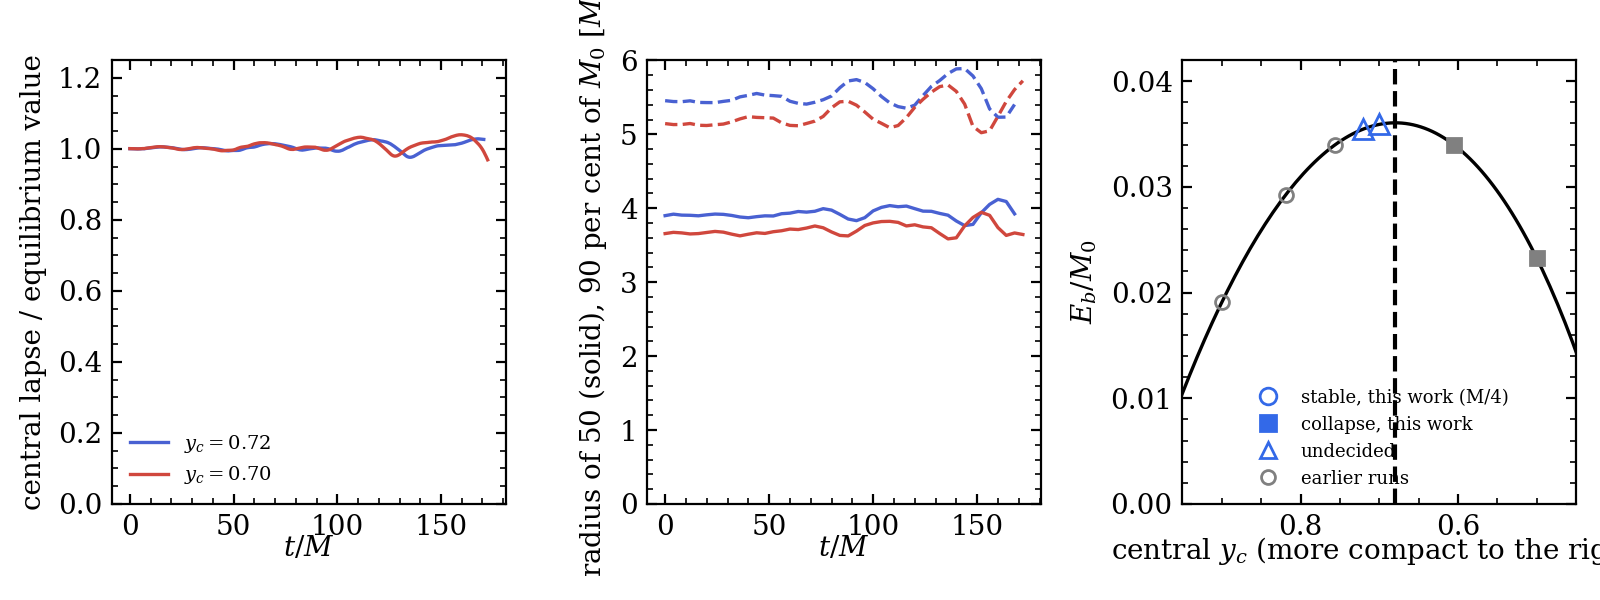 central lapse / equilibrium value
1.2
1.0
0.8
0.6
0.4
0.2
0.0
y_c = 0.72
y_c = 0.70
0 50 100 150
t/M
radius of 50 (solid), 90 per cent of M_0 [M
6
5
4
3
2
1
0
0 50 100 150
t/M
E_b/M_0
0.04
0.03
0.02
0.01
0.00
stable, this work (M/4)
collapse, this work
undecided
earlier runs
0.8 0.6
central y_c (more compact to the rig